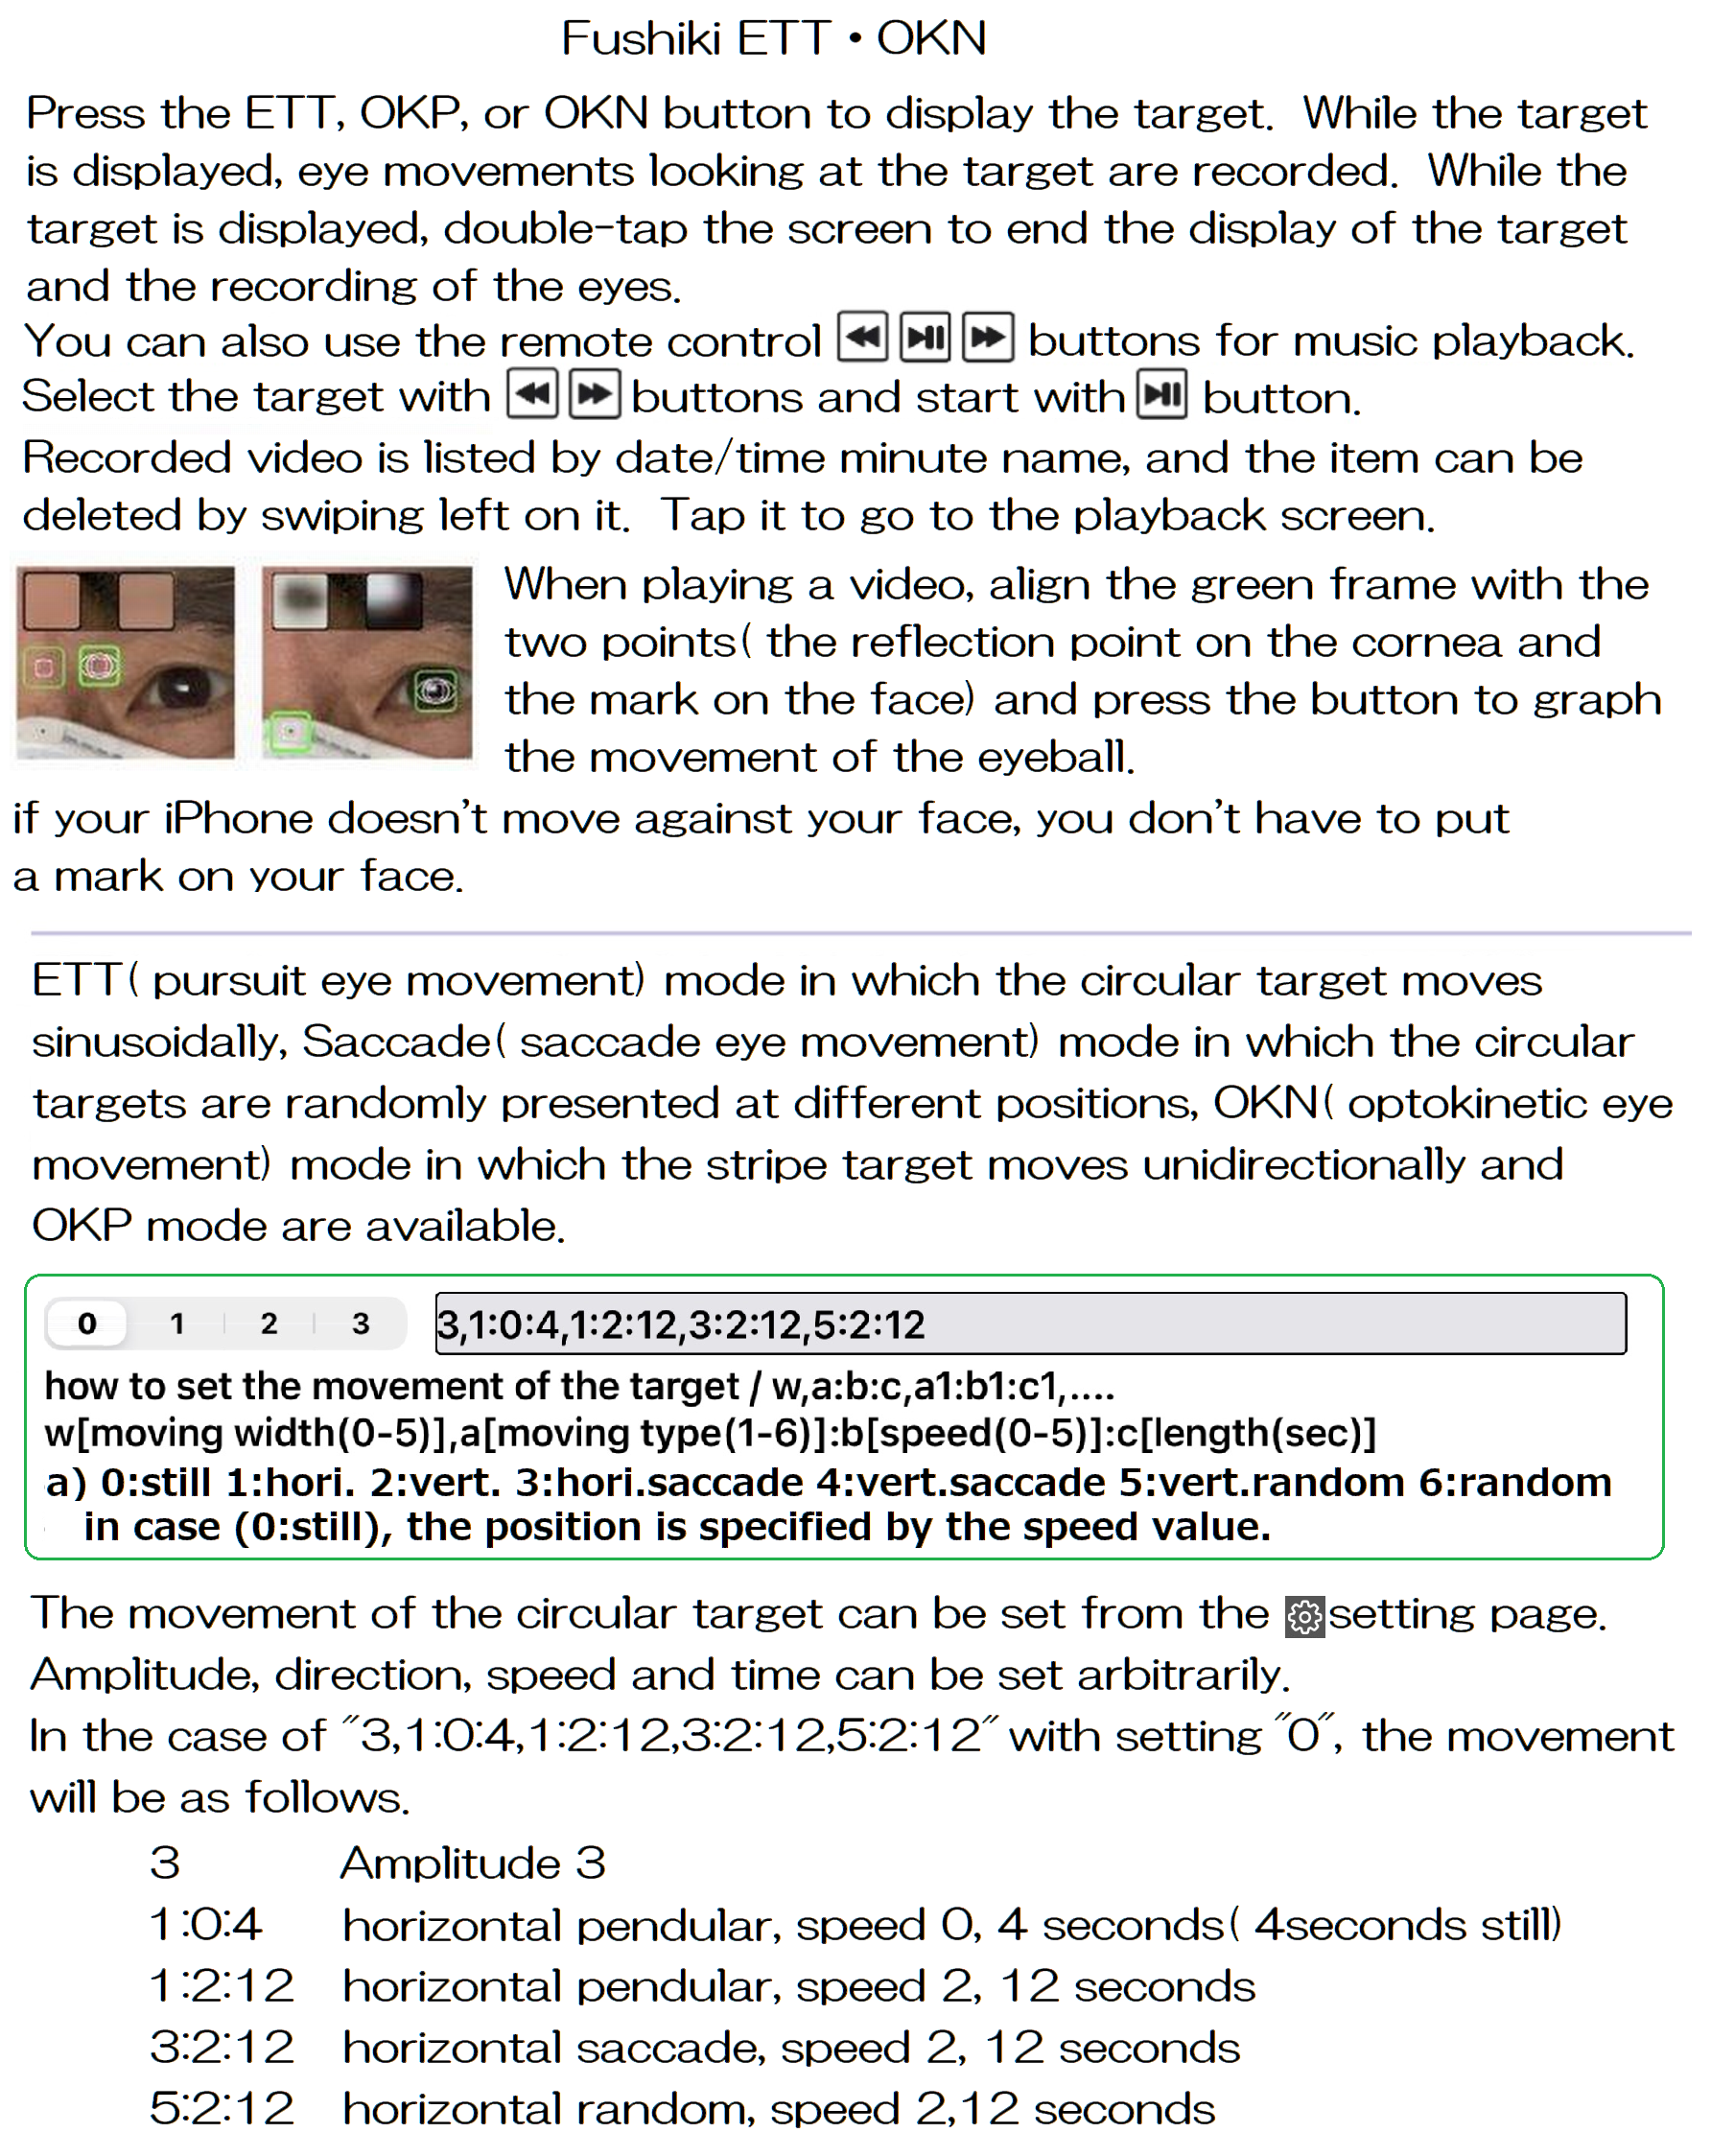 Fushiki ETT・OKN
Press the ETT, OKP, or OKN button to display the target.  While the target
is displayed, eye movements looking at the target are recorded.  While the
target is displayed, double-tap the screen to end the display of the target
and the recording of the eyes.
You can also use the remote control buttons for music playback.
Select the target with buttons and start with button.
Recorded video is listed by date/time minute name, and the item can be
deleted by swiping left on it.  Tap it to go to the playback screen.
When playing a video, align the green frame with the
two points( the reflection point on the cornea and
the mark on the face) and press the button to graph
the movement of the eyeball.
if your iPhone doesn't move against your face, you don't have to put
a mark on your face.
ETT( pursuit eye movement) mode in which the circular target moves
sinusoidally, Saccade( saccade eye movement) mode in which the circular
targets are randomly presented at different positions, OKN( optokinetic eye
movement) mode in which the stripe target moves unidirectionally and
OKP mode are available.
0 1 2 3 3,1:0:4,1:2:12,3:2:12,5:2:12
how to set the movement of the target / w,a:b:c,a1:b1:c1,....
w[moving width(0-5)],a[moving type(1-6)]:b[speed(0-5)]:c[length(sec)]
a) 0:still 1:hori. 2:vert. 3:hori.saccade 4:vert.saccade 5:vert.random 6:random
in case (0:still), the position is specified by the speed value.
The movement of the circular target can be set from the setting page.
Amplitude, direction, speed and time can be set arbitrarily.
In the case of "3,1:0:4,1:2:12,3:2:12,5:2:12" with setting "0", the movement
will be as follows.
3 Amplitude 3
1:0:4 horizontal pendular, speed 0, 4 seconds( 4seconds still)
1:2:12 horizontal pendular, speed 2, 12 seconds
3:2:12 horizontal saccade, speed 2, 12 seconds
5:2:12 horizontal random, speed 2,12 seconds